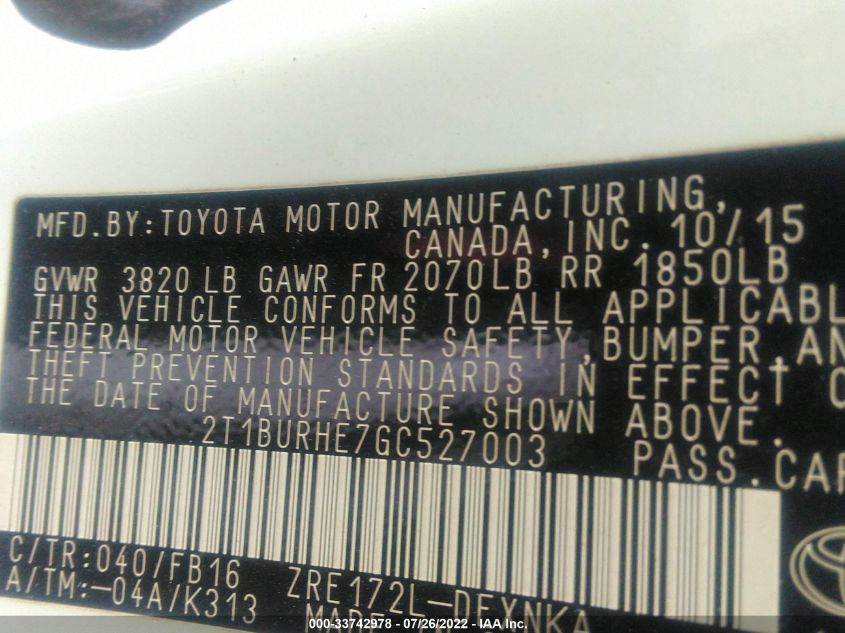 MFD.BY:TOYOTA MOTOR MANUFACTURING,
CANADA,INC. 10/15
GVWR 3820 LB GAWR FR 2070LB RR 1850LB
THIS VEHICLE CONFORMS TO ALL APPLICABL
FEDERAL MOTOR VEHICLE SAFETY,BUMPER,AN
THEFT PREVENTION STANDARDS IN EFFECT
THE DATE OF MANUFACTURE SHOWN ABOVE.
2T1BURHE7GC527003 PASS.CAR
C/TR:040/FB16 ZRE172L-DEXNKA
A/TM:-04A/K313 MADE
000-33742978 - 07/26/2022 - IAA Inc.